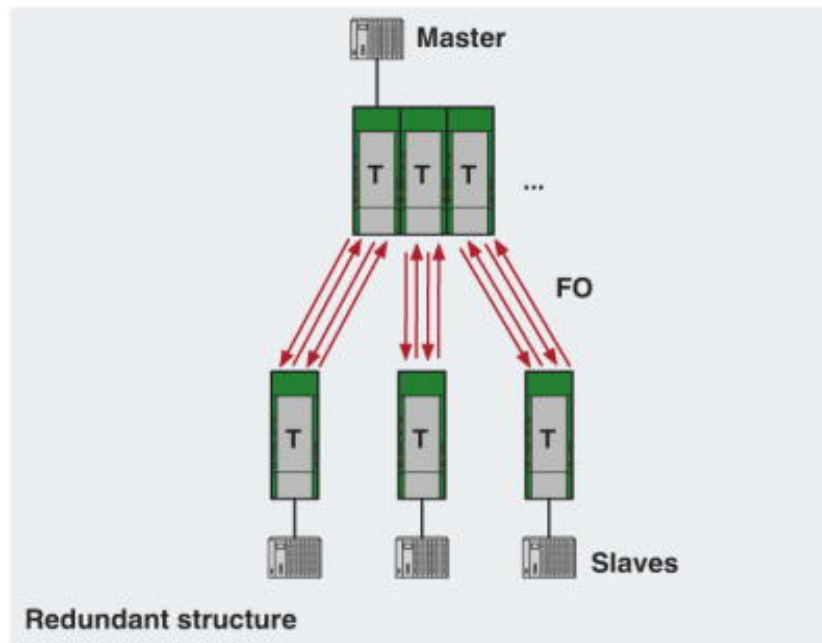 Master
T T T ...
FO
T T T
Slaves
Redundant structure